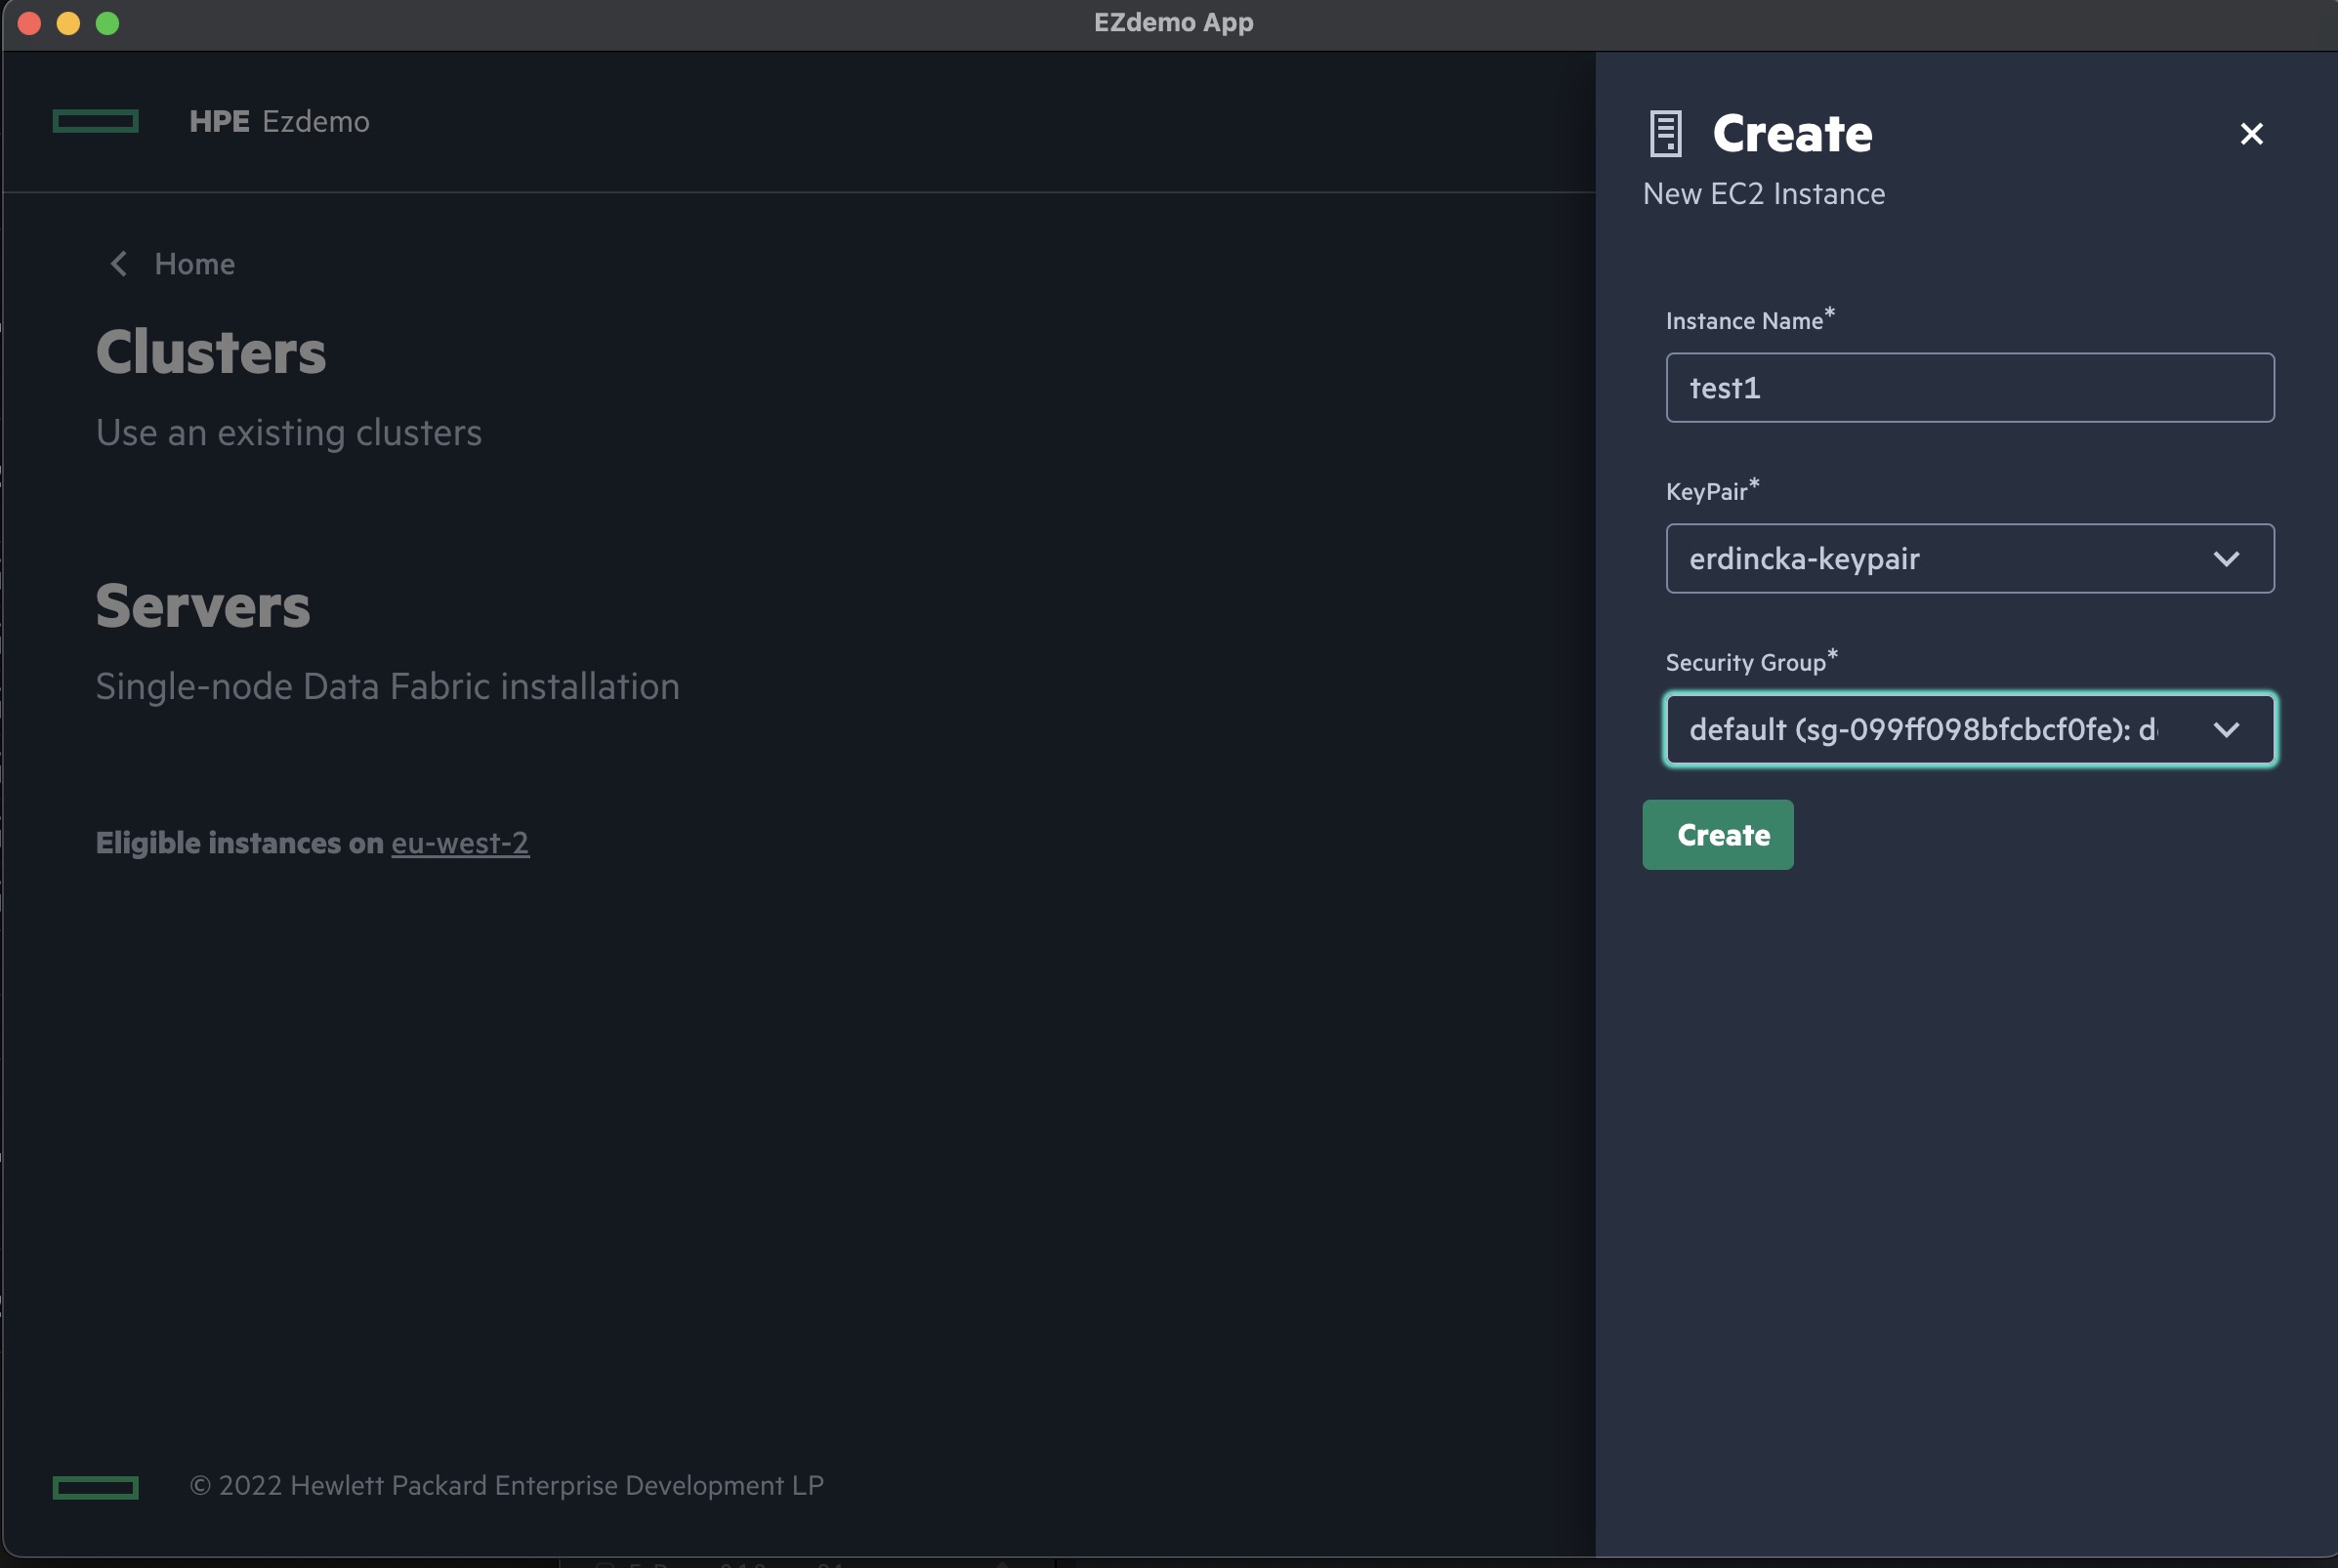 EZdemo App
HPE Ezdemo
Home
Clusters
Use an existing clusters
Servers
Single-node Data Fabric installation
Eligible instances on eu-west-2
© 2022 Hewlett Packard Enterprise Development LP
Create
New EC2 Instance
Instance Name*
test1
KeyPair*
erdincka-keypair
Security Group*
default (sg-099ff098bfcbcf0fe):
Create